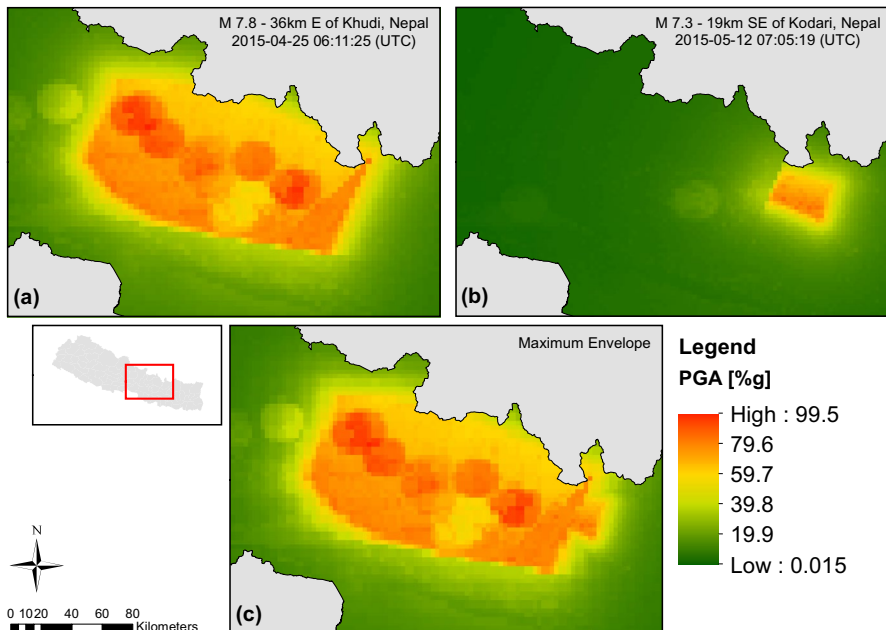 M 7.8 - 36km E of Khudi, Nepal
2015-04-25 06:11:25 (UTC)
(a)
M 7.3 - 19km SE of Kodari, Nepal
2015-05-12 07:05:19 (UTC)
(b)
Maximum Envelope
(c)
Legend
PGA [%g]
High : 99.5
79.6
59.7
39.8
19.9
Low : 0.015
N
0 10 20 40 60 80
Kilometers